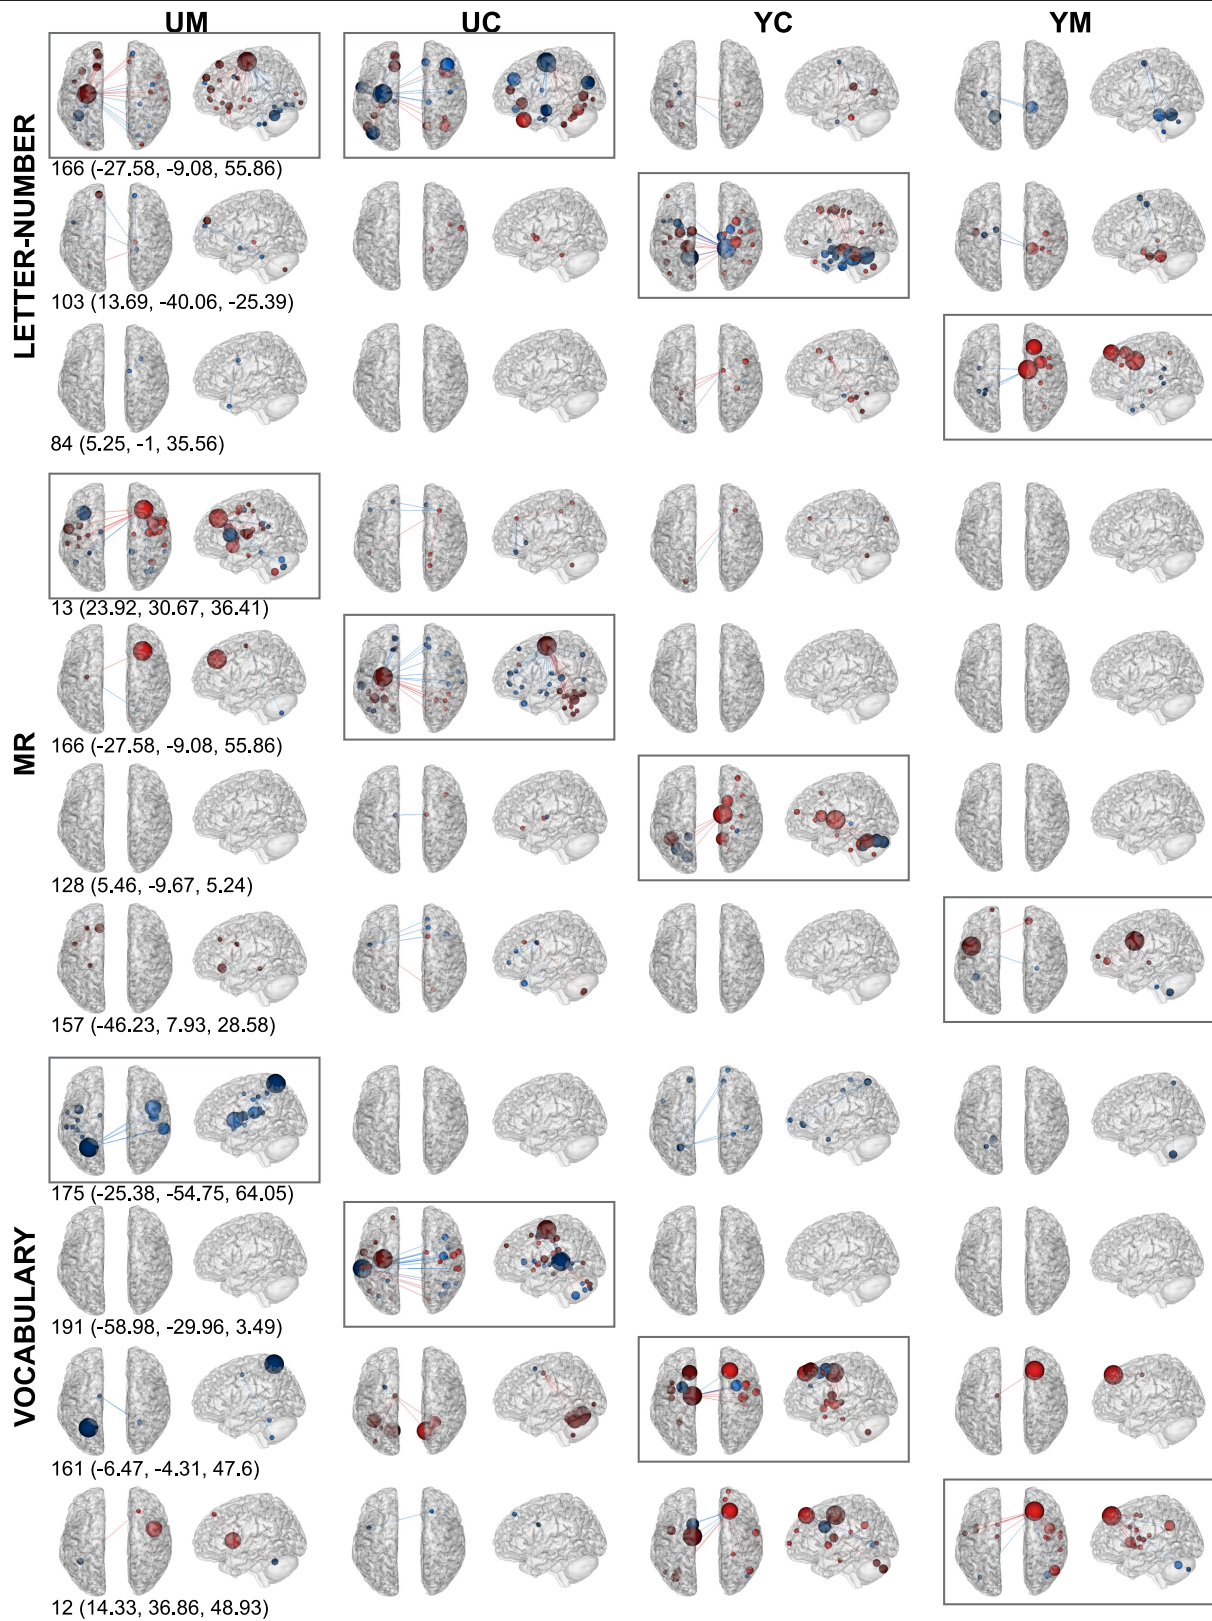 UM UC YC YM
LETTER-NUMBER
166 (-27.58, -9.08, 55.86)
103 (13.69, -40.06, -25.39)
84 (5.25, -1, 35.56)
MR
13 (23.92, 30.67, 36.41)
166 (-27.58, -9.08, 55.86)
128 (5.46, -9.67, 5.24)
157 (-46.23, 7.93, 28.58)
VOCABULARY
175 (-25.38, -54.75, 64.05)
191 (-58.98, -29.96, 3.49)
161 (-6.47, -4.31, 47.6)
12 (14.33, 36.86, 48.93)